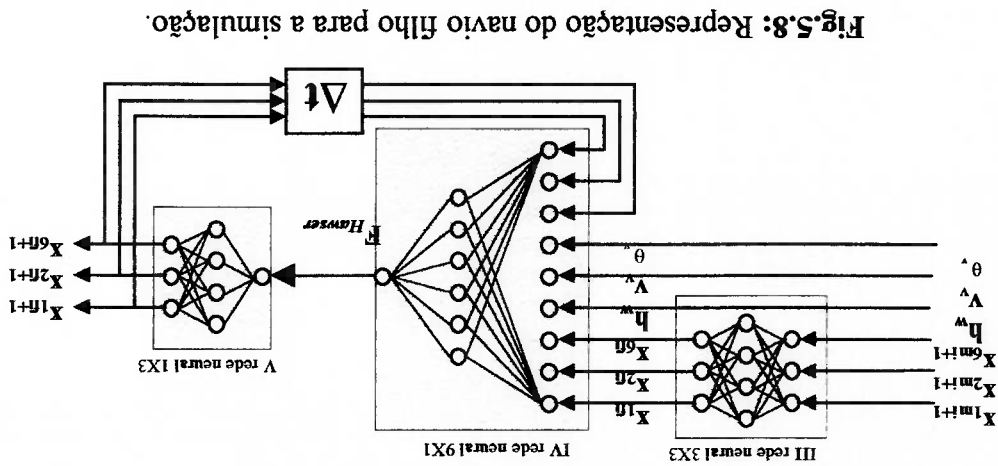 III rede neural 3X3
IV rede neural 9X1
V rede neural 1X3
X1mi+1
X2mi+1
X6mi+1
hw
Vv
θv
X1fi
X2fi
X6fi
hw
Vv
θv
FHawser
X1fi+1
X2fi+1
X6fi+1
Δt
Fig.5.8: Representação do navio filho para a simulação.